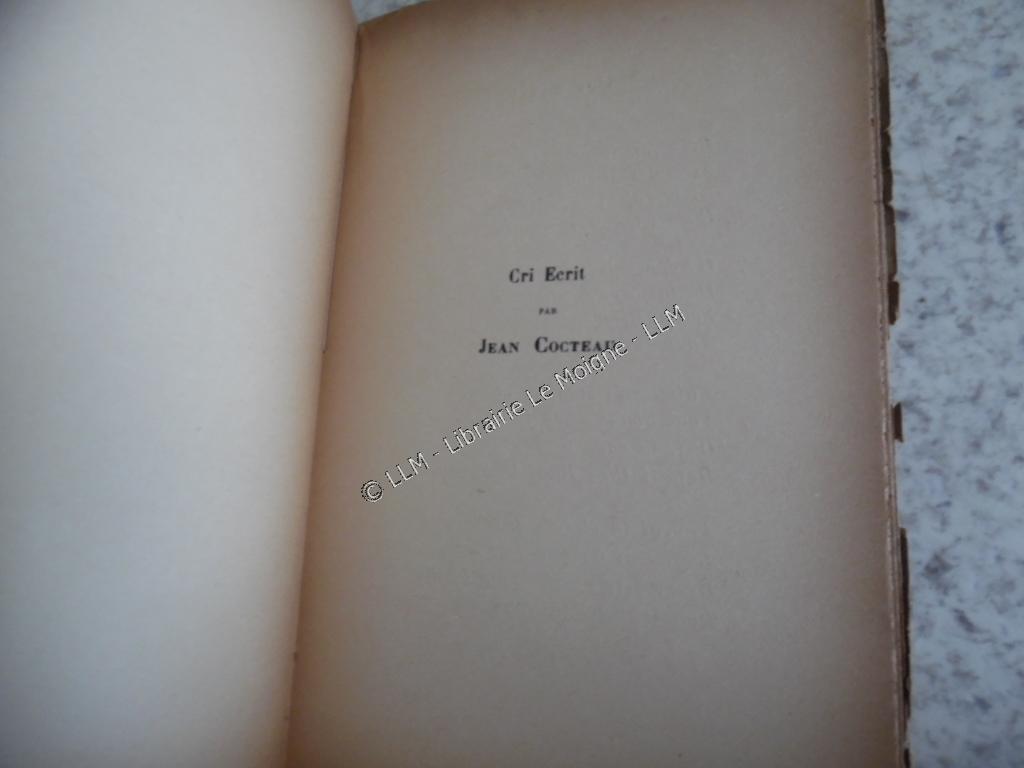 Cri Ecrit
PAR
JEAN COCTEAU
© LLM - Librairie Le Moigne - LLM